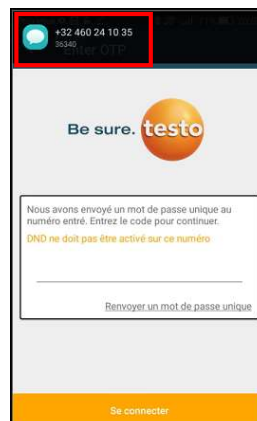 +32 460 24 10 35
36340
Enter OTP
Be sure. testo
Nous avons envoyé un mot de passe unique au
numéro entré. Entrez le code pour continuer.
DND ne doit pas être activé sur ce numéro
Renvoyer un mot de passe unique
Se connecter